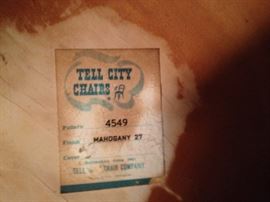 TELL CITY
CHAIRS
Pattern 4549
Finish MAHOGANY 27
Cover
TELL CHAIR COMPANY